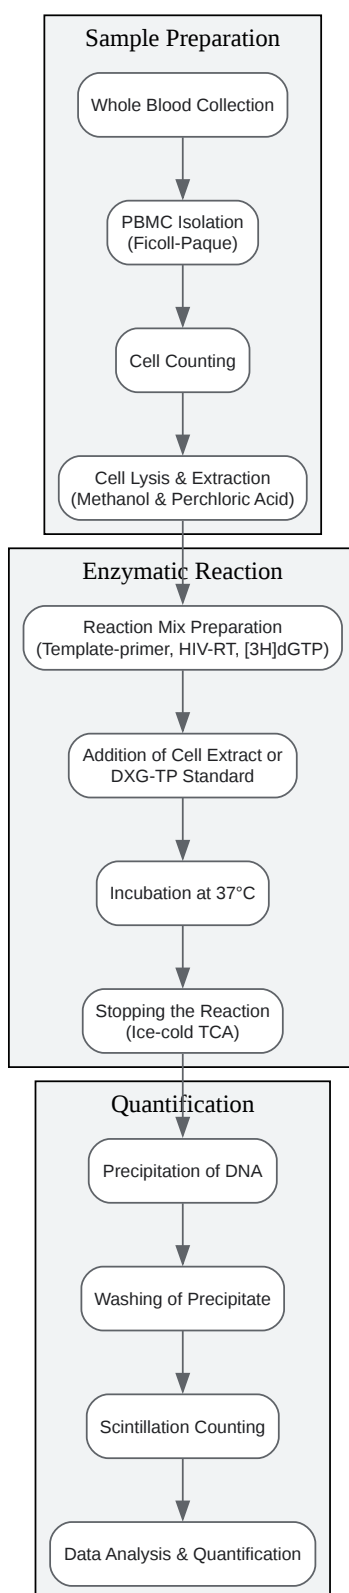 Sample Preparation
Whole Blood Collection
PBMC Isolation
(Ficoll-Paque)
Cell Counting
Cell Lysis & Extraction
(Methanol & Perchloric Acid)
Enzymatic Reaction
Reaction Mix Preparation
(Template-primer, HIV-RT, [3H]dGTP)
Addition of Cell Extract or
DXG-TP Standard
Incubation at 37°C
Stopping the Reaction
(Ice-cold TCA)
Quantification
Precipitation of DNA
Washing of Precipitate
Scintillation Counting
Data Analysis & Quantification